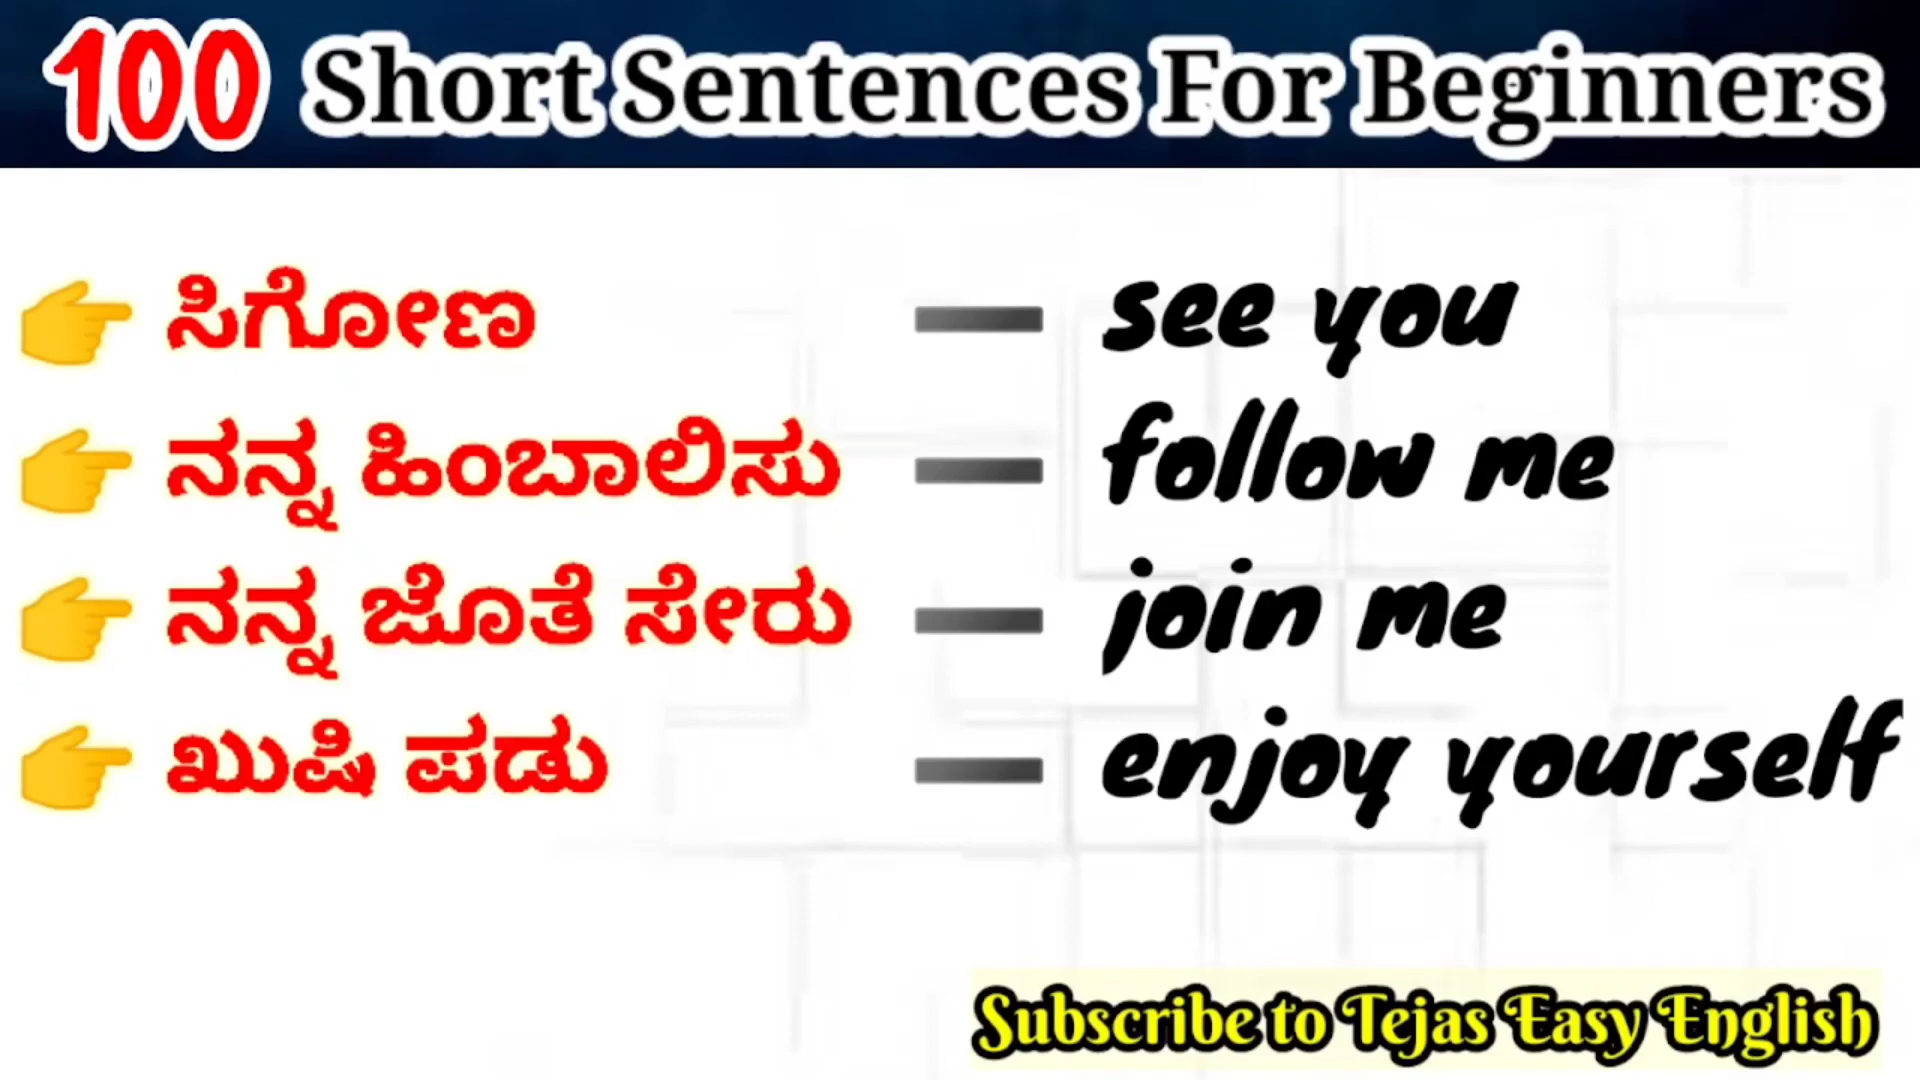 100 Short Sentences For Beginners
👉 ಸಿಗೋಣ — see you
👉 ನನ್ನ ಹಿಂಬಾಲಿಸು — follow me
👉 ನನ್ನ ಜೊತೆ ಸೇರು — join me
👉 ಖುಷಿ ಪಡು — enjoy yourself
Subscribe to Tejas Easy English